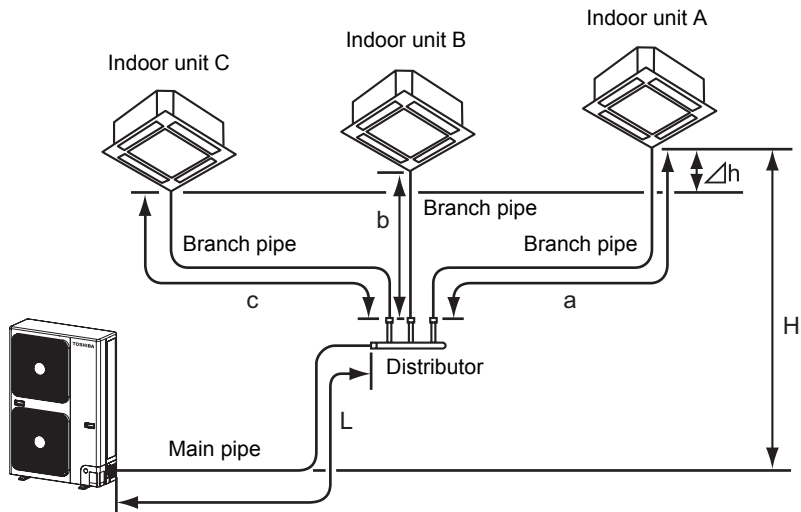 Indoor unit A
Indoor unit B
Indoor unit C
⊿h
Branch pipe
b
Branch pipe
Branch pipe
c
a
H
TOSHIBA
Distributor
L
Main pipe